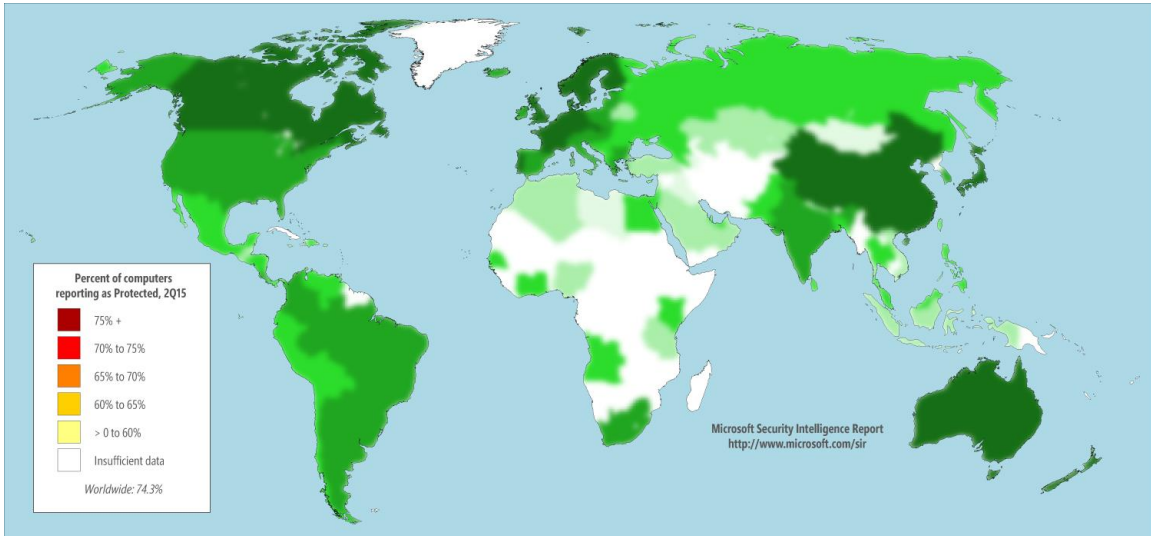 Percent of computers
reporting as Protected, 2Q15
75% +
70% to 75%
65% to 70%
60% to 65%
> 0 to 60%
Insufficient data
Worldwide: 74.3%
Microsoft Security Intelligence Report
http://www.microsoft.com/sir